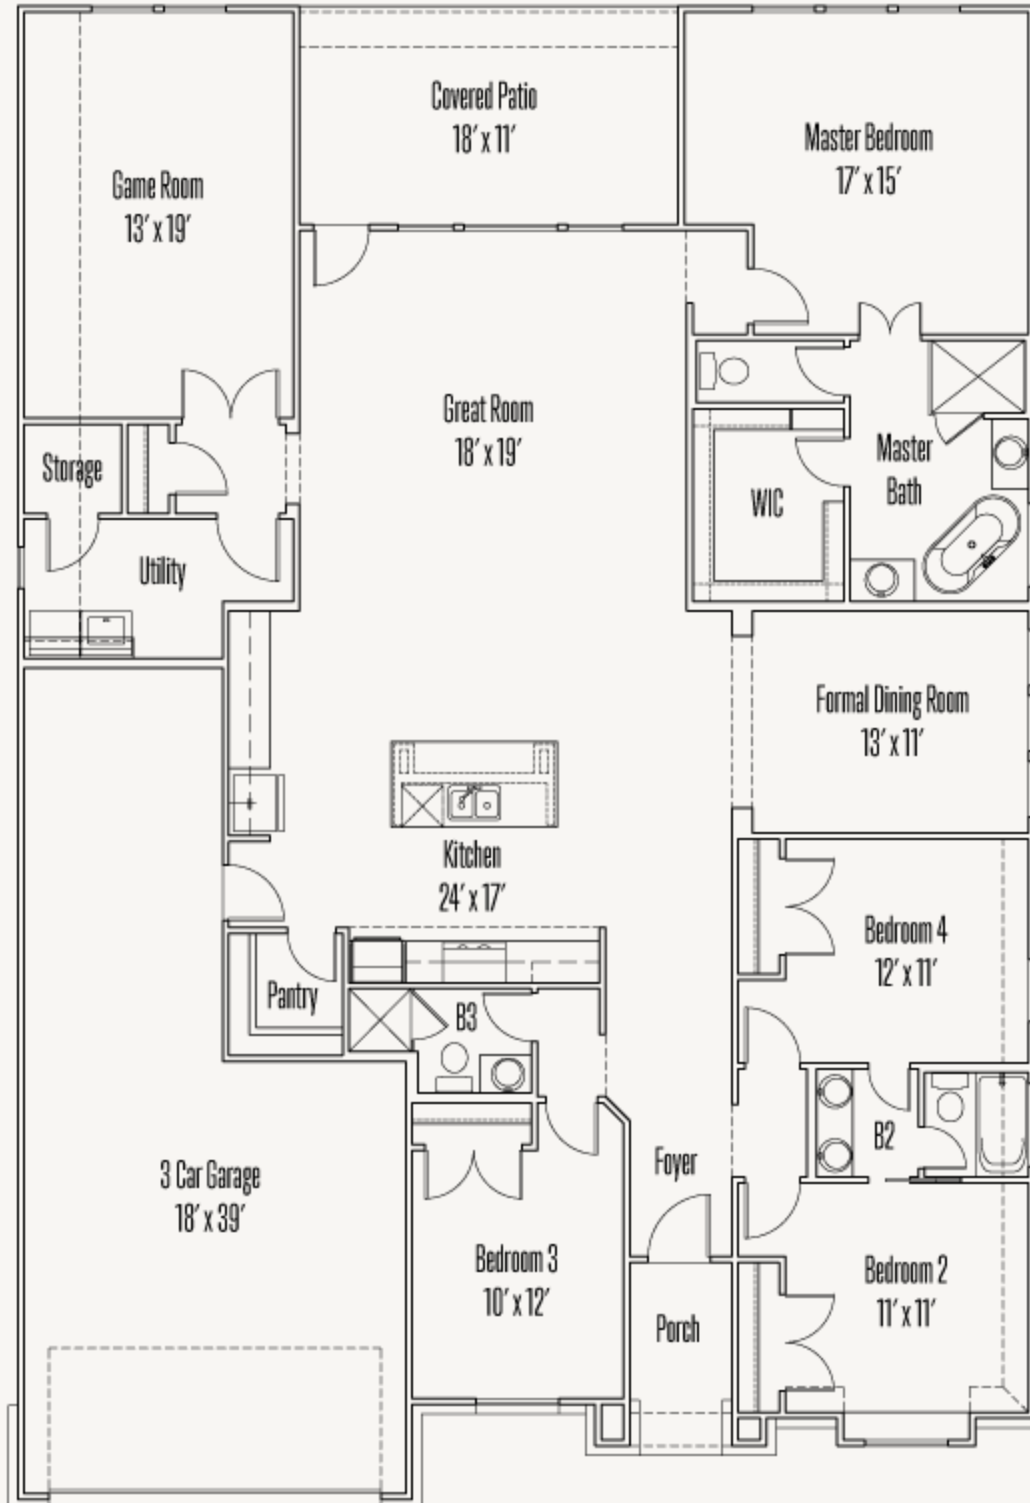 Covered Patio
18' x 11'
Master Bedroom
17' x 15'
Game Room
13' x 19'
Great Room
18' x 19'
Storage
Master
Bath
WIC
Utility
Formal Dining Room
13' x 11'
Kitchen
24' x 17'
Bedroom 4
12' x 11'
Pantry
B3
B2
Foyer
3 Car Garage
18' x 39'
Bedroom 3
10' x 12'
Bedroom 2
11' x 11'
Porch